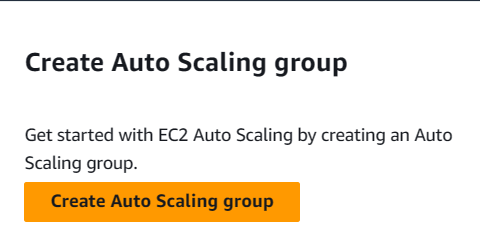 Create Auto Scaling group
Get started with EC2 Auto Scaling by creating an Auto
Scaling group.
Create Auto Scaling group